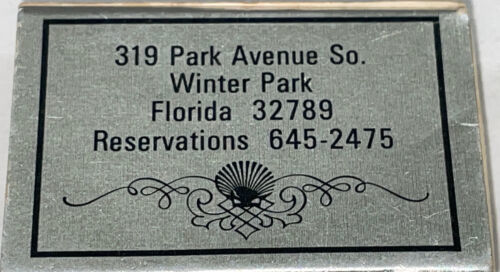 319 Park Avenue So.
Winter Park
Florida 32789
Reservations 645-2475